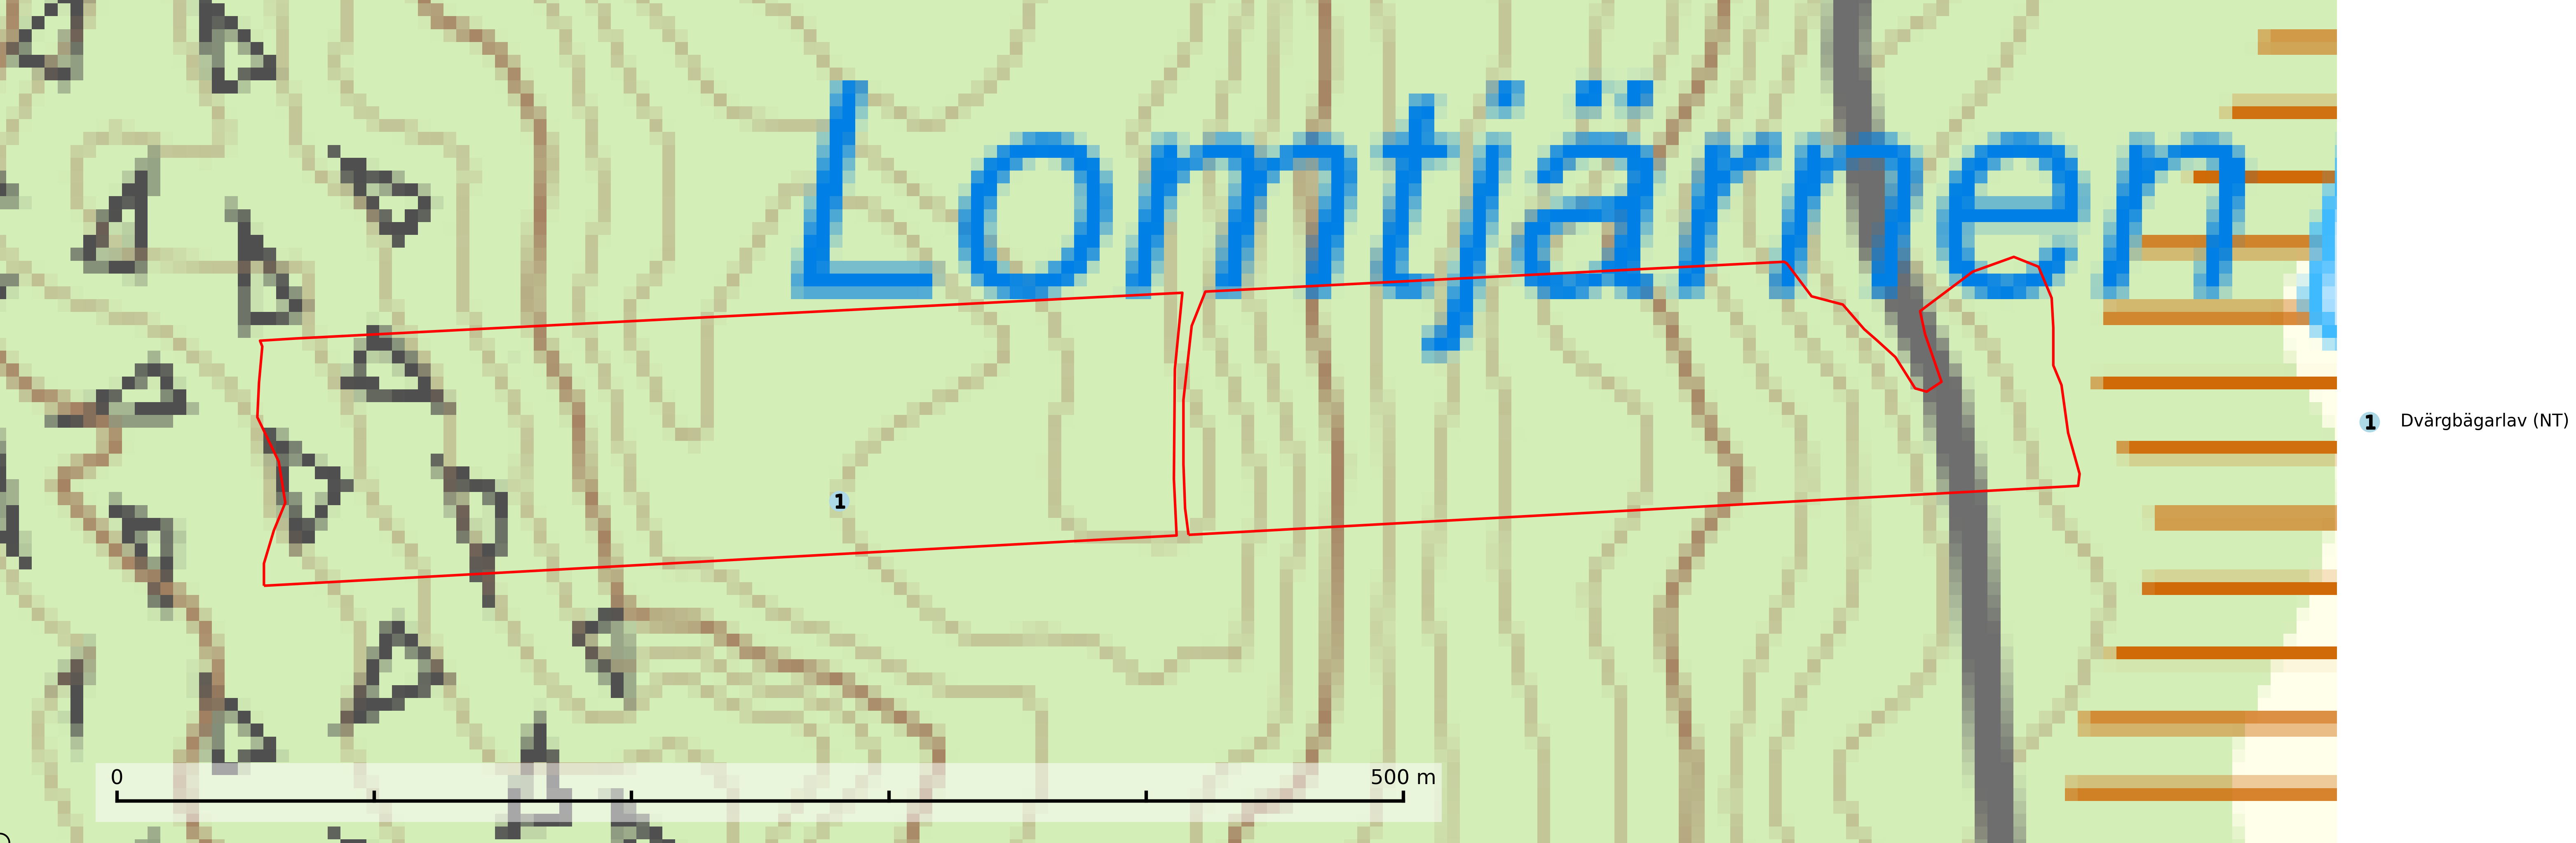 Lomtjärnen
1
1 Dvärgbägarlav (NT)
0 500 m